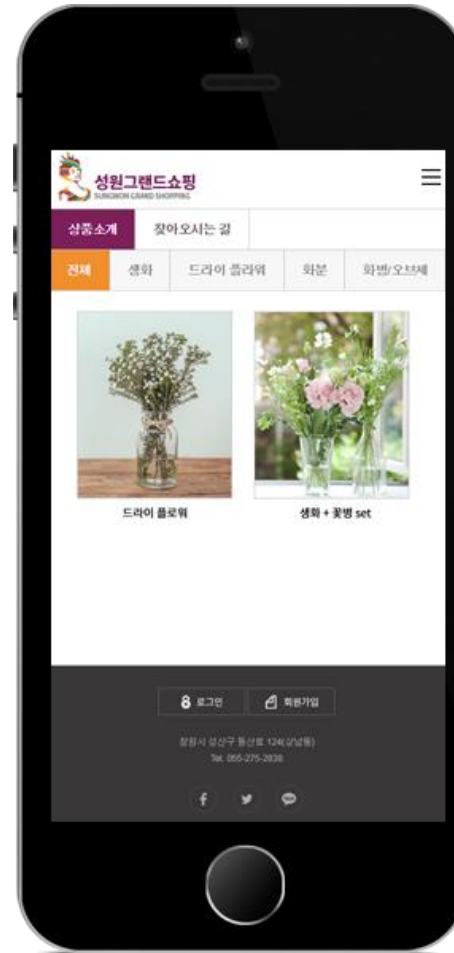 성원그랜드쇼핑
SUNGWON GRAND SHOPPING
상품소개 찾아오시는 길
전체 생화 드라이 플라워 화분 화병/오브제
드라이 플로워 생화 + 꽃병 set
로그인 회원가입
창원시 성산구 동산로 124(상남동)
Tel. 055-275-2838